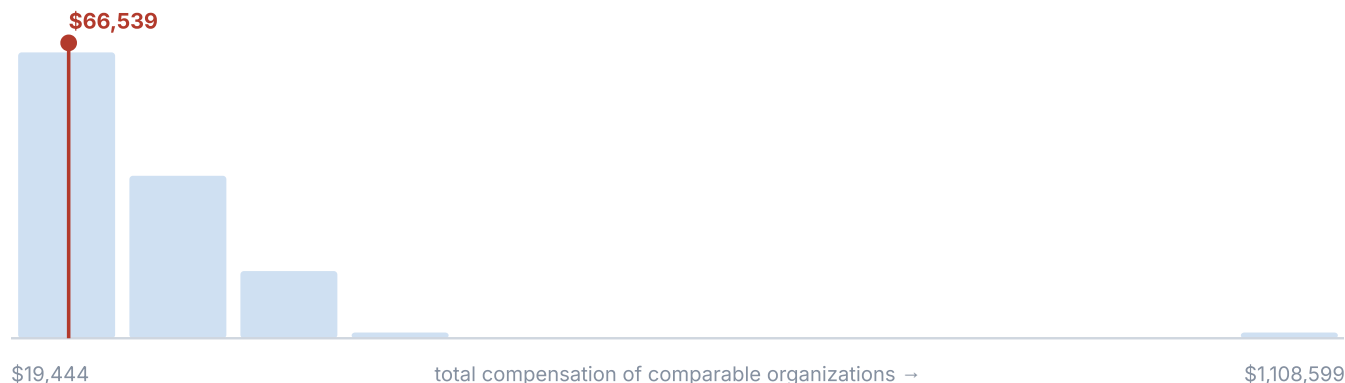 $66,539
$19,444 total compensation of comparable organizations → $1,108,599